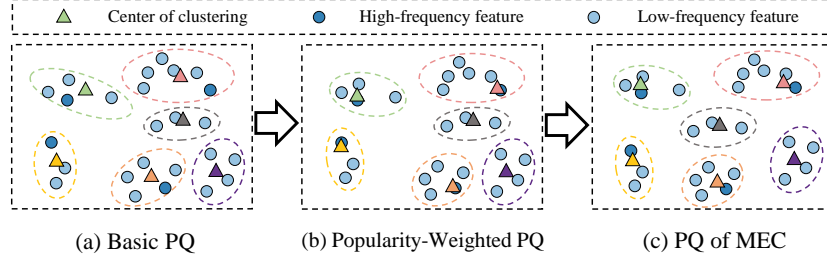 Center of clustering High-frequency feature Low-frequency feature
(a) Basic PQ (b) Popularity-Weighted PQ (c) PQ of MEC